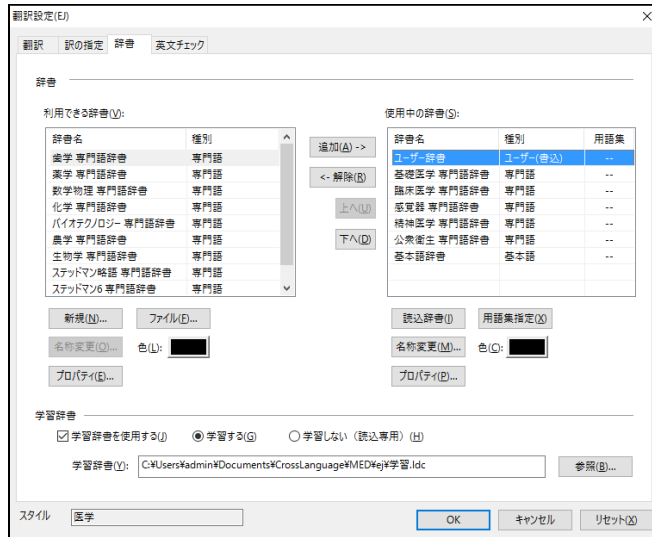 翻訳設定(EJ)
翻訳 訳の指定 辞書 英文チェック
辞書
利用できる辞書(V):
辞書名 種別
歯学 専門語辞書 専門語
薬学 専門語辞書 専門語
数学物理 専門語辞書 専門語
化学 専門語辞書 専門語
バイオテクノロジー 専門語辞書 専門語
農学 専門語辞書 専門語
生物学 専門語辞書 専門語
ステッドマン略語 専門語辞書 専門語
ステッドマン6 専門語辞書 専門語
追加(A) ->
<- 解除(R)
上へ(U)
下へ(D)
使用中の辞書(S):
辞書名 種別 用語集
ユーザー辞書 ユーザー(書込) --
基礎医学 専門語辞書 専門語 --
臨床医学 専門語辞書 専門語 --
感覚器 専門語辞書 専門語 --
精神医学 専門語辞書 専門語 --
公衆衛生 専門語辞書 専門語 --
基本語辞書 基本語 --
新規(N)... ファイル(F)...
名称変更(O)... 色(L):
プロパティ(E)...
読込辞書(I) 用語集指定(X)
名称変更(M)... 色(C):
プロパティ(P)...
学習辞書
学習辞書を使用する(J) 学習する(G) 学習しない（読込専用）(H)
学習辞書(Y): C:¥Users¥admin¥Documents¥CrossLanguage¥MED¥ej¥学習.ldc 参照(B)...
スタイル 医学 OK キャンセル リセット(X)